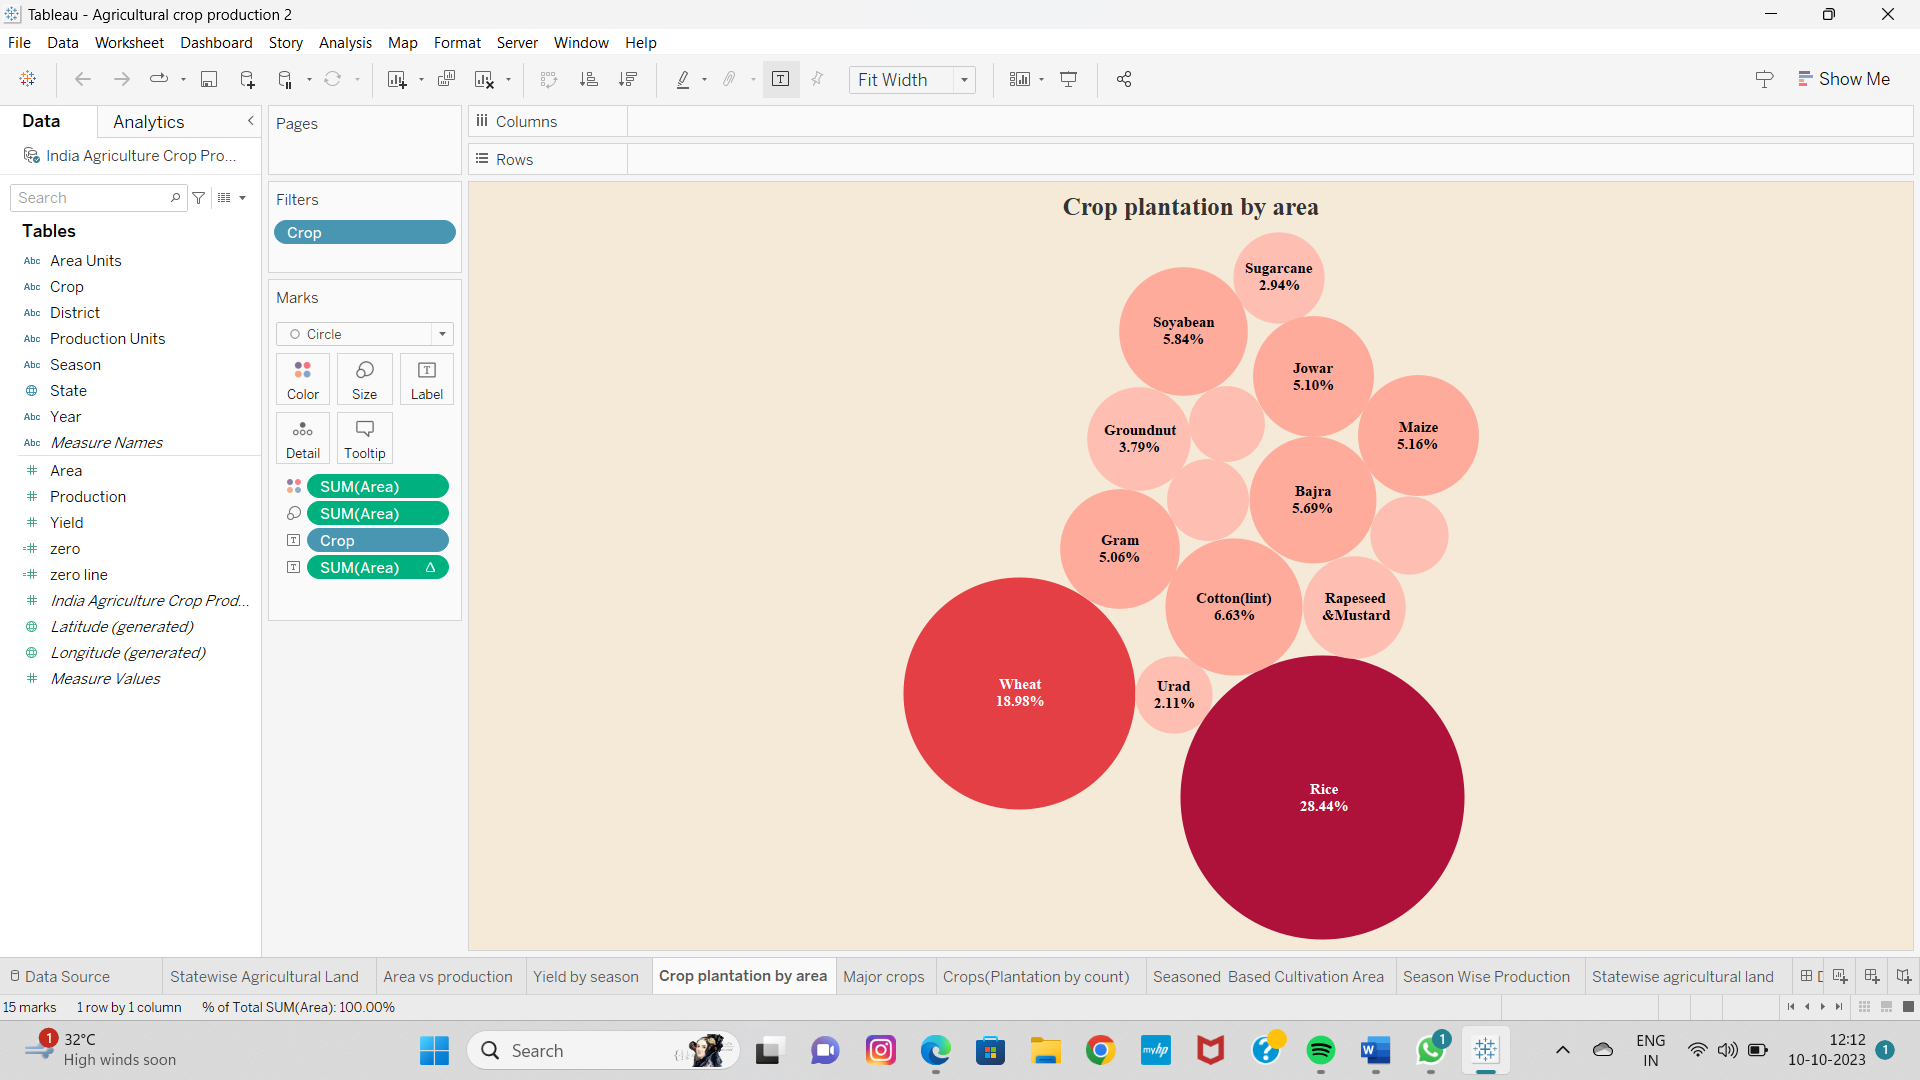 Tableau - Agricultural crop production 2
File Data Worksheet Dashboard Story Analysis Map Format Server Window Help
Fit Width
Show Me
Data Analytics
India Agriculture Crop Pro...
Search
Tables
Abc Area Units
Abc Crop
Abc District
Abc Production Units
Abc Season
State
Abc Year
Abc Measure Names
Area
Production
Yield
zero
zero line
India Agriculture Crop Prod...
Latitude (generated)
Longitude (generated)
Measure Values
Pages
Filters
Crop
Marks
Circle
Color Size Label
Detail Tooltip
SUM(Area)
SUM(Area)
Crop
SUM(Area) Δ
Columns
Rows
Crop plantation by area
Sugarcane
2.94%
Soyabean
5.84%
Jowar
5.10%
Maize
5.16%
Groundnut
3.79%
Bajra
5.69%
Gram
5.06%
Cotton(lint)
6.63%
Rapeseed
&Mustard
Wheat
18.98%
Urad
2.11%
Rice
28.44%
Data Source Statewise Agricultural Land Area vs production Yield by season Crop plantation by area Major crops Crops(Plantation by count) Seasoned Based Cultivation Area Season Wise Production Statewise agricultural land
15 marks 1 row by 1 column % of Total SUM(Area): 100.00%
1
32°C
High winds soon
Search
myhp
1
ENG
IN
12:12
10-10-2023
1